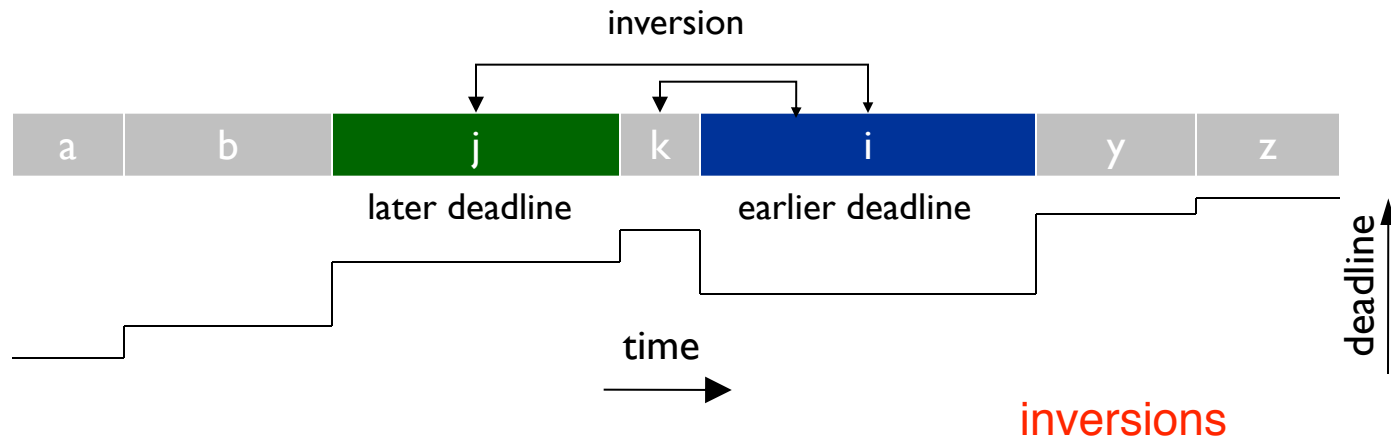 inversion
a b j k i y z
later deadline earlier deadline
deadline
time
inversions